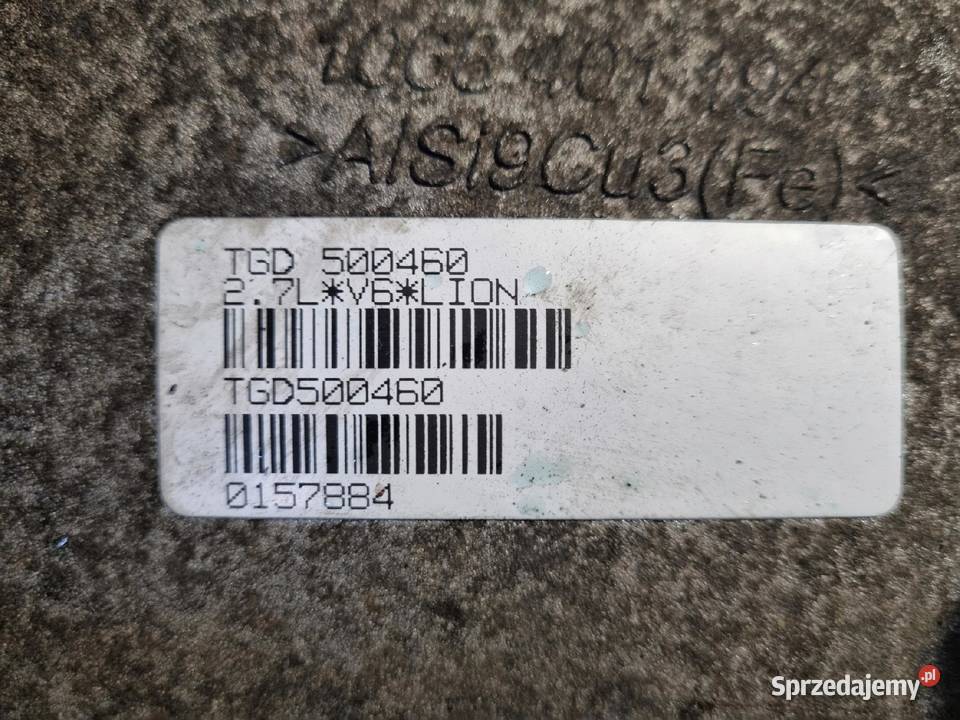 >AlSi9Cu3(Fe)<
TGD 500460
2.7L*V6*LION
TGD500460
0157884
Sprzedajemy.pl